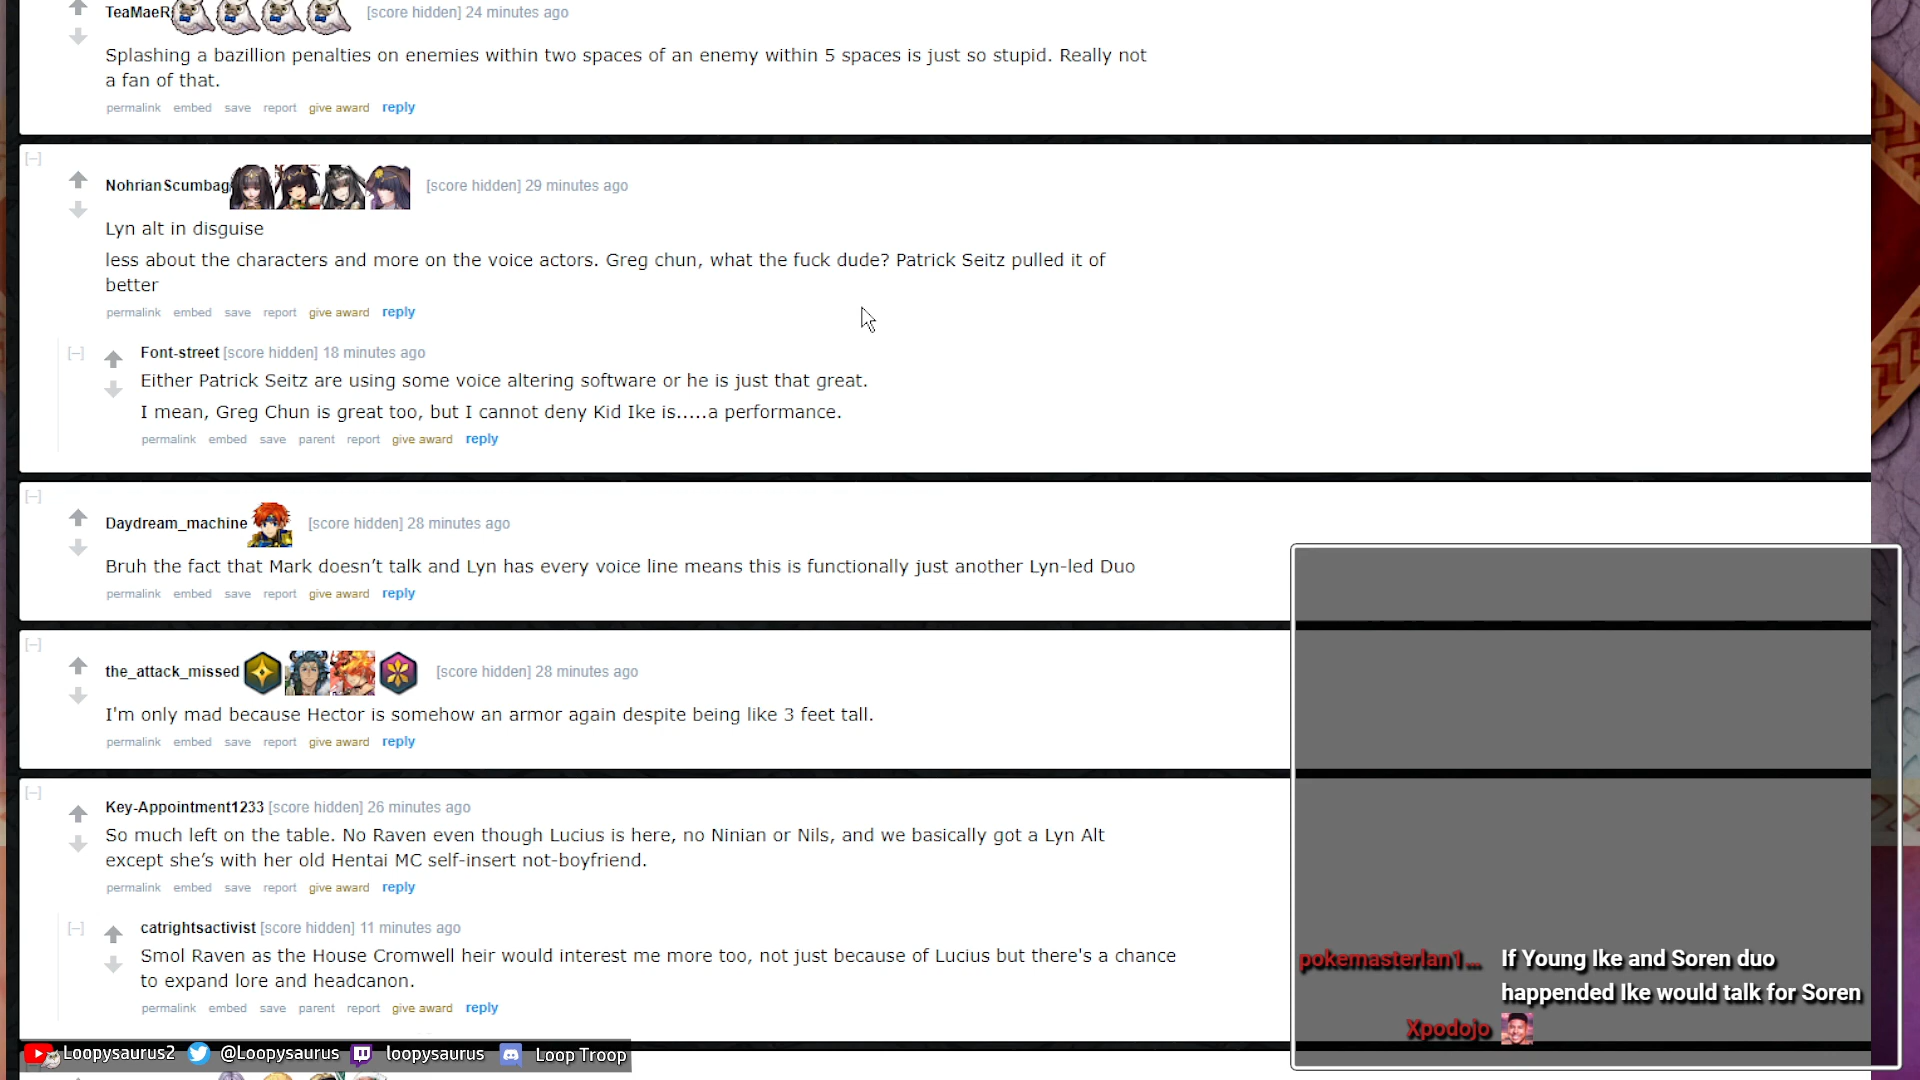 TeaMaeR [score hidden] 24 minutes ago
Splashing a bazillion penalties on enemies within two spaces of an enemy within 5 spaces is just so stupid. Really not
a fan of that.
permalink embed save report give award reply
[–]
NohrianScumbag [score hidden] 29 minutes ago
Lyn alt in disguise
less about the characters and more on the voice actors. Greg chun, what the fuck dude? Patrick Seitz pulled it of
better
permalink embed save report give award reply
[–] Font-street [score hidden] 18 minutes ago
Either Patrick Seitz are using some voice altering software or he is just that great.
I mean, Greg Chun is great too, but I cannot deny Kid Ike is.....a performance.
permalink embed save parent report give award reply
[–]
Daydream_machine [score hidden] 28 minutes ago
Bruh the fact that Mark doesn’t talk and Lyn has every voice line means this is functionally just another Lyn-led Duo
permalink embed save report give award reply
[–]
the_attack_missed [score hidden] 28 minutes ago
I'm only mad because Hector is somehow an armor again despite being like 3 feet tall.
permalink embed save report give award reply
[–]
Key-Appointment1233 [score hidden] 26 minutes ago
So much left on the table. No Raven even though Lucius is here, no Ninian or Nils, and we basically got a Lyn Alt
except she’s with her old Hentai MC self-insert not-boyfriend.
permalink embed save report give award reply
[–] catrightsactivist [score hidden] 11 minutes ago
Smol Raven as the House Cromwell heir would interest me more too, not just because of Lucius but there's a chance
to expand lore and headcanon.
permalink embed save parent report give award reply
pokemasterlan1... If Young Ike and Soren duo
happended Ike would talk for Soren
Xpodojo
Loopysaurus2 @Loopysaurus loopysaurus Loop Troop